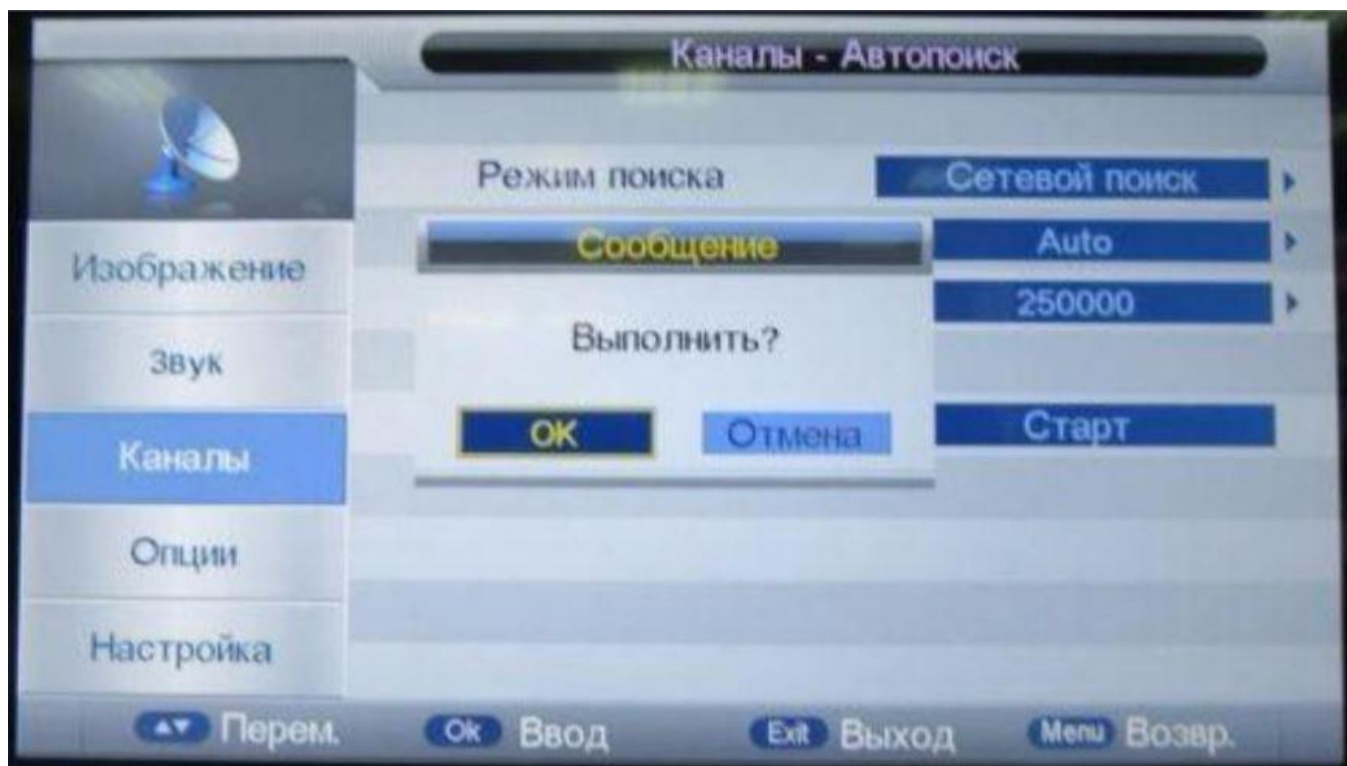 Каналы - Автопоиск
Режим поиска
Сетевой поиск
Сообщение
Auto
Изображение
250000
Выполнить?
Звук
OK
Отмена
Старт
Каналы
Опции
Настройка
Перем.
Ok Ввод
Exit Выход
Menu Возвр.